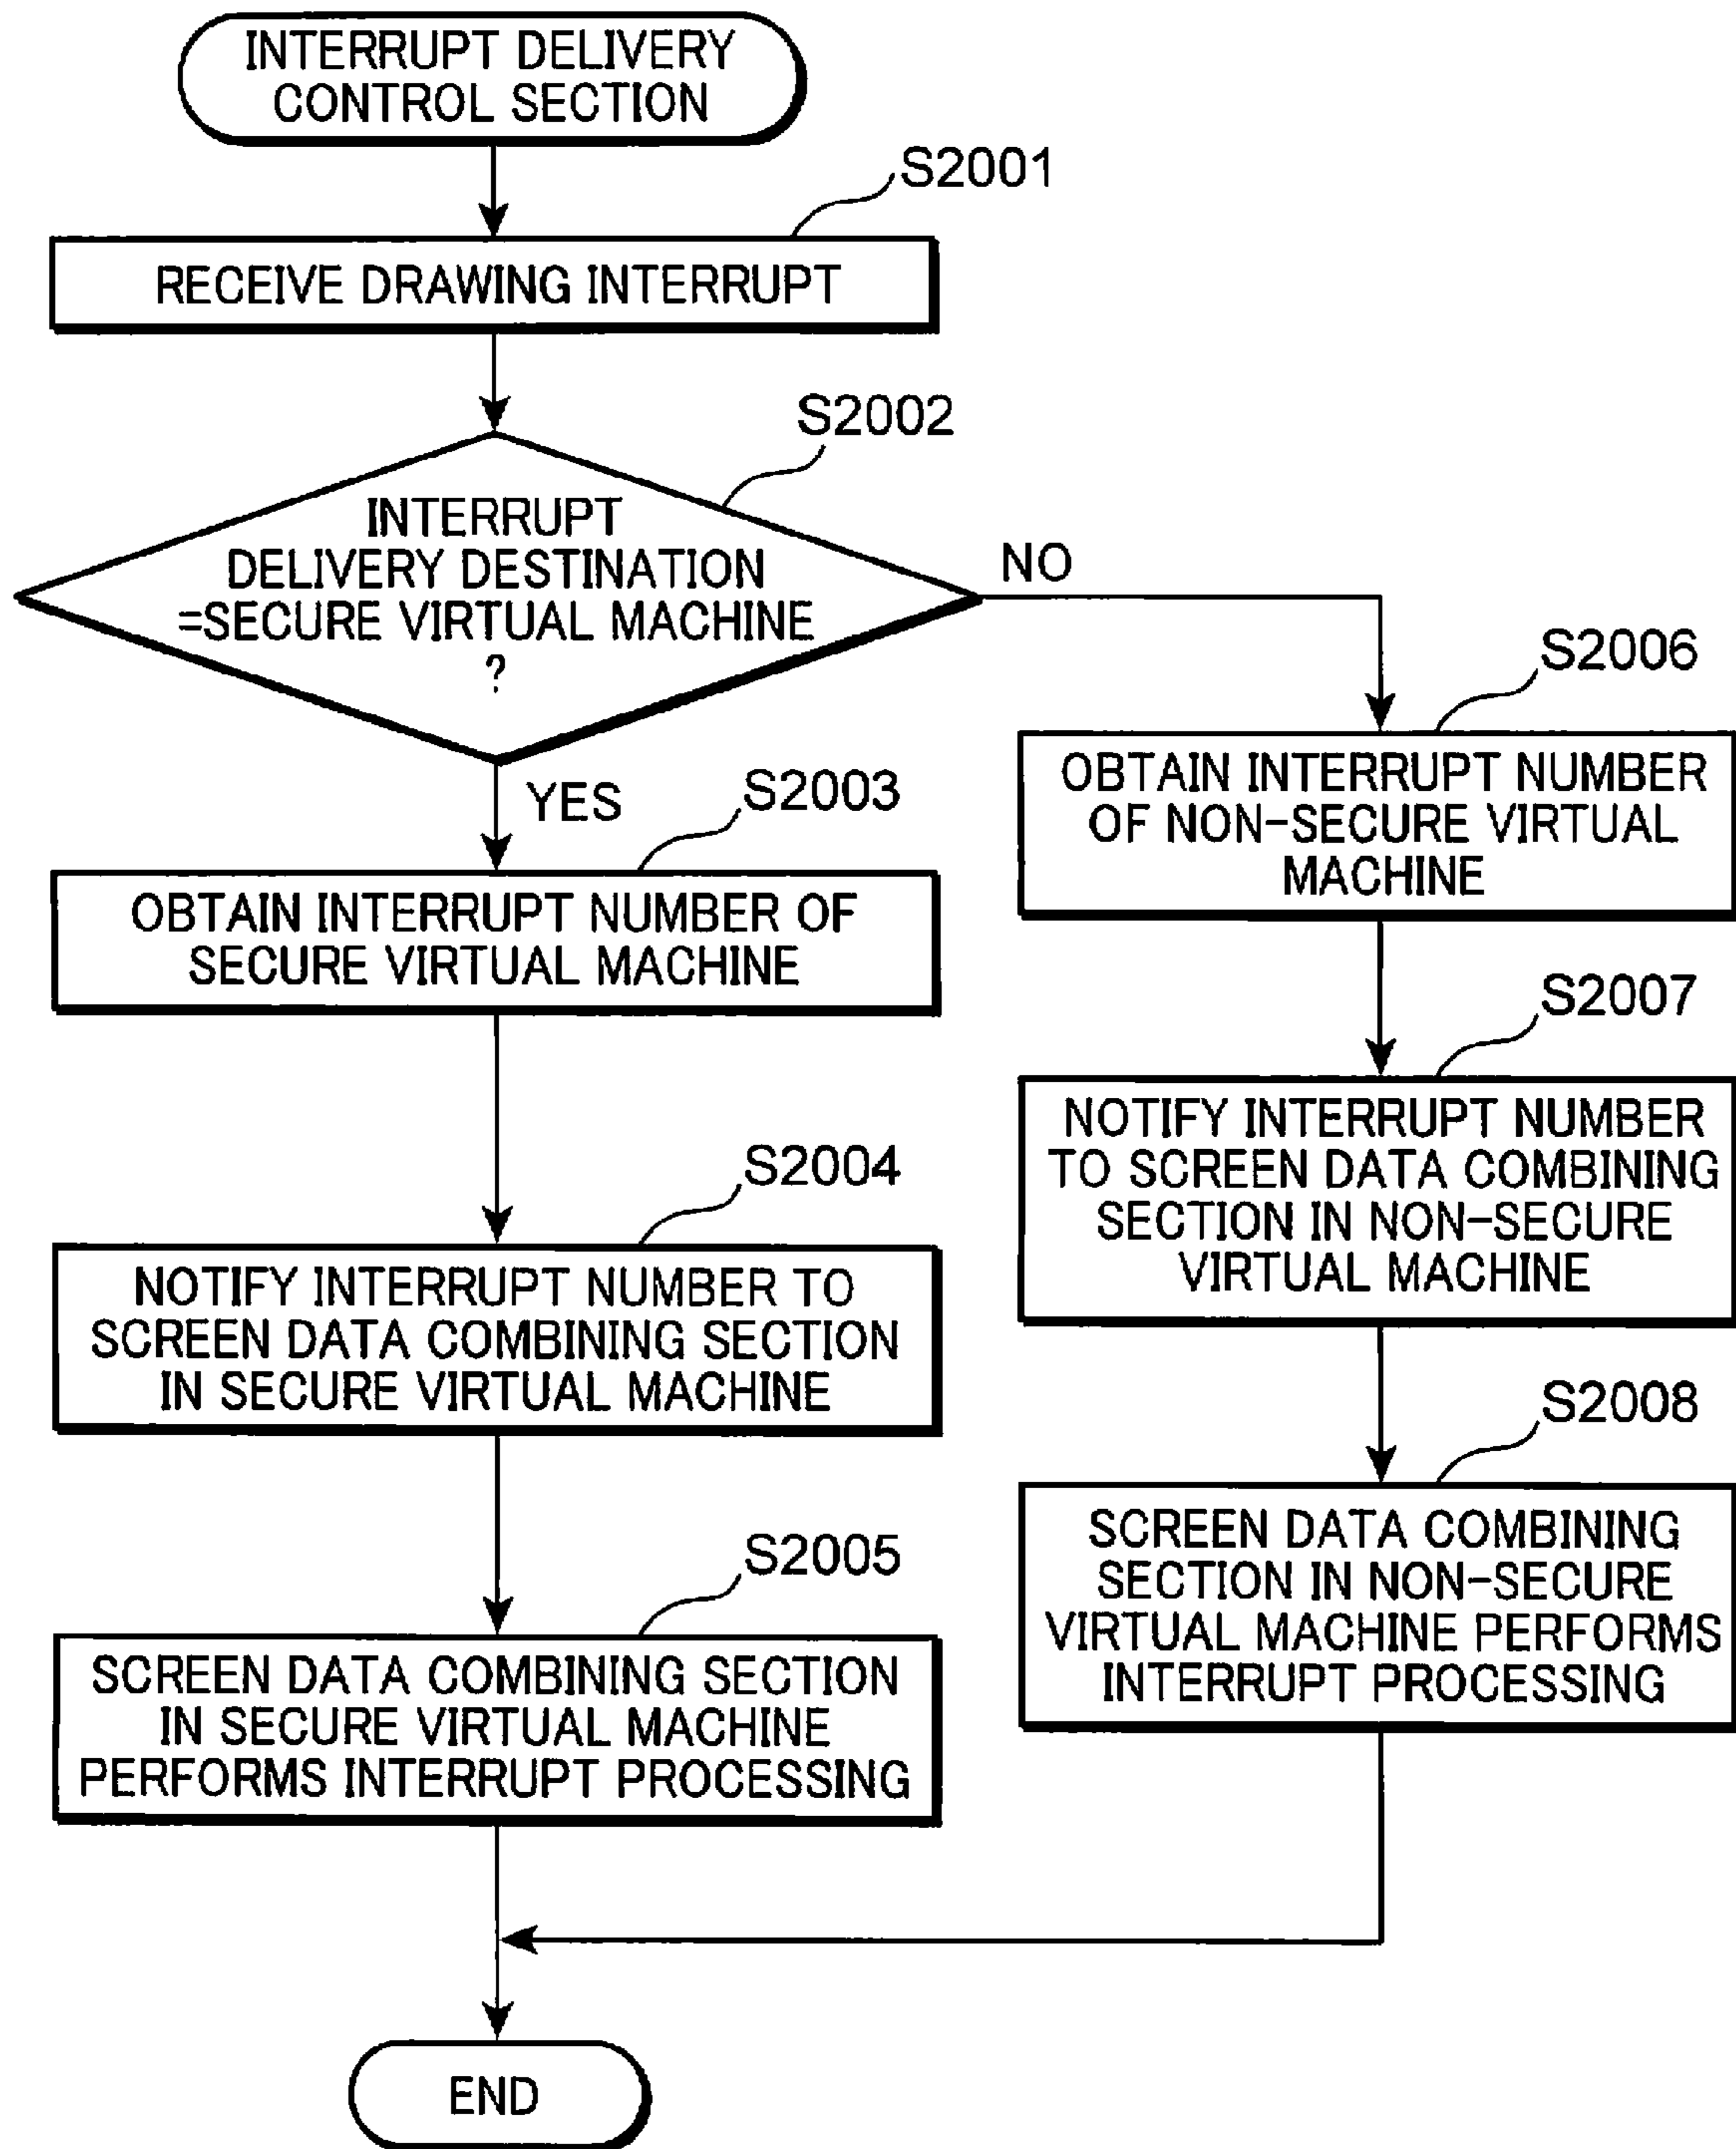 INTERRUPT DELIVERY
CONTROL SECTION
S2001
RECEIVE DRAWING INTERRUPT
S2002
INTERRUPT
DELIVERY DESTINATION
=SECURE VIRTUAL MACHINE
?
NO
YES
S2003
OBTAIN INTERRUPT NUMBER OF
SECURE VIRTUAL MACHINE
S2004
NOTIFY INTERRUPT NUMBER TO
SCREEN DATA COMBINING SECTION
IN SECURE VIRTUAL MACHINE
S2005
SCREEN DATA COMBINING SECTION
IN SECURE VIRTUAL MACHINE
PERFORMS INTERRUPT PROCESSING
S2006
OBTAIN INTERRUPT NUMBER
OF NON-SECURE VIRTUAL
MACHINE
S2007
NOTIFY INTERRUPT NUMBER
TO SCREEN DATA COMBINING
SECTION IN NON-SECURE
VIRTUAL MACHINE
S2008
SCREEN DATA COMBINING
SECTION IN NON-SECURE
VIRTUAL MACHINE PERFORMS
INTERRUPT PROCESSING
END